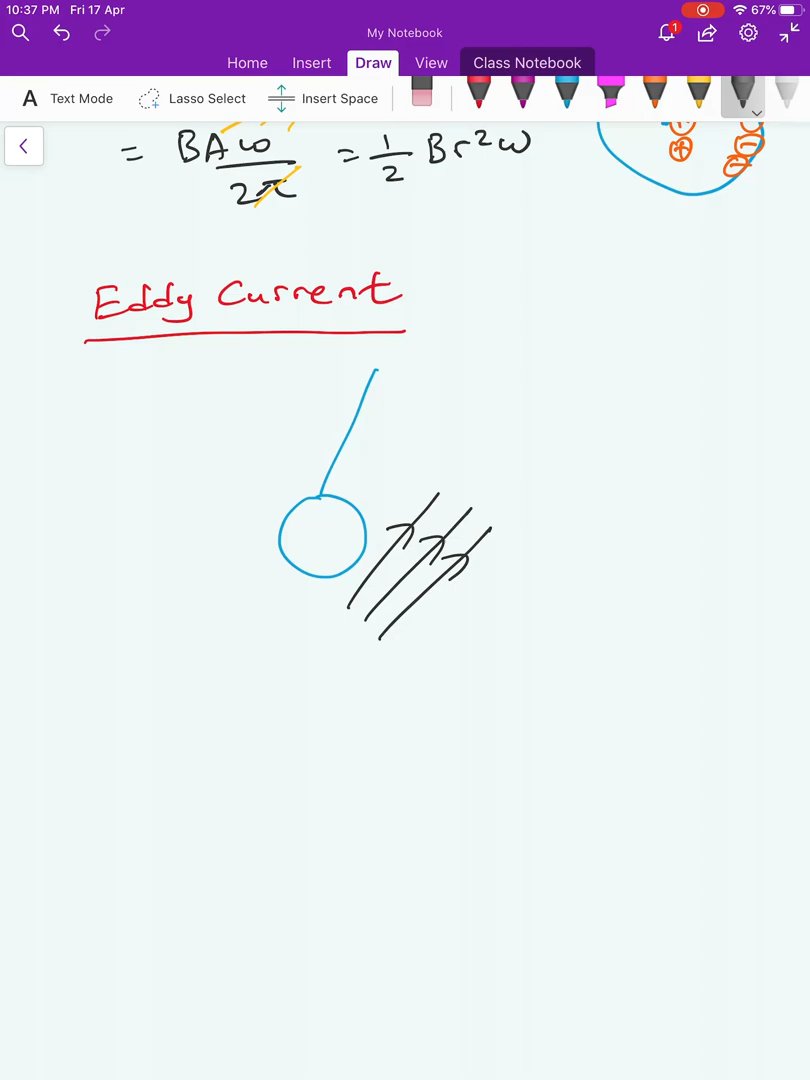 10:37 PM Fri 17 Apr
67%
My Notebook
1
Home Insert Draw View Class Notebook
A Text Mode Lasso Select Insert Space
= BAω/2π = 1/2 Br²ω
+
Eddy Current